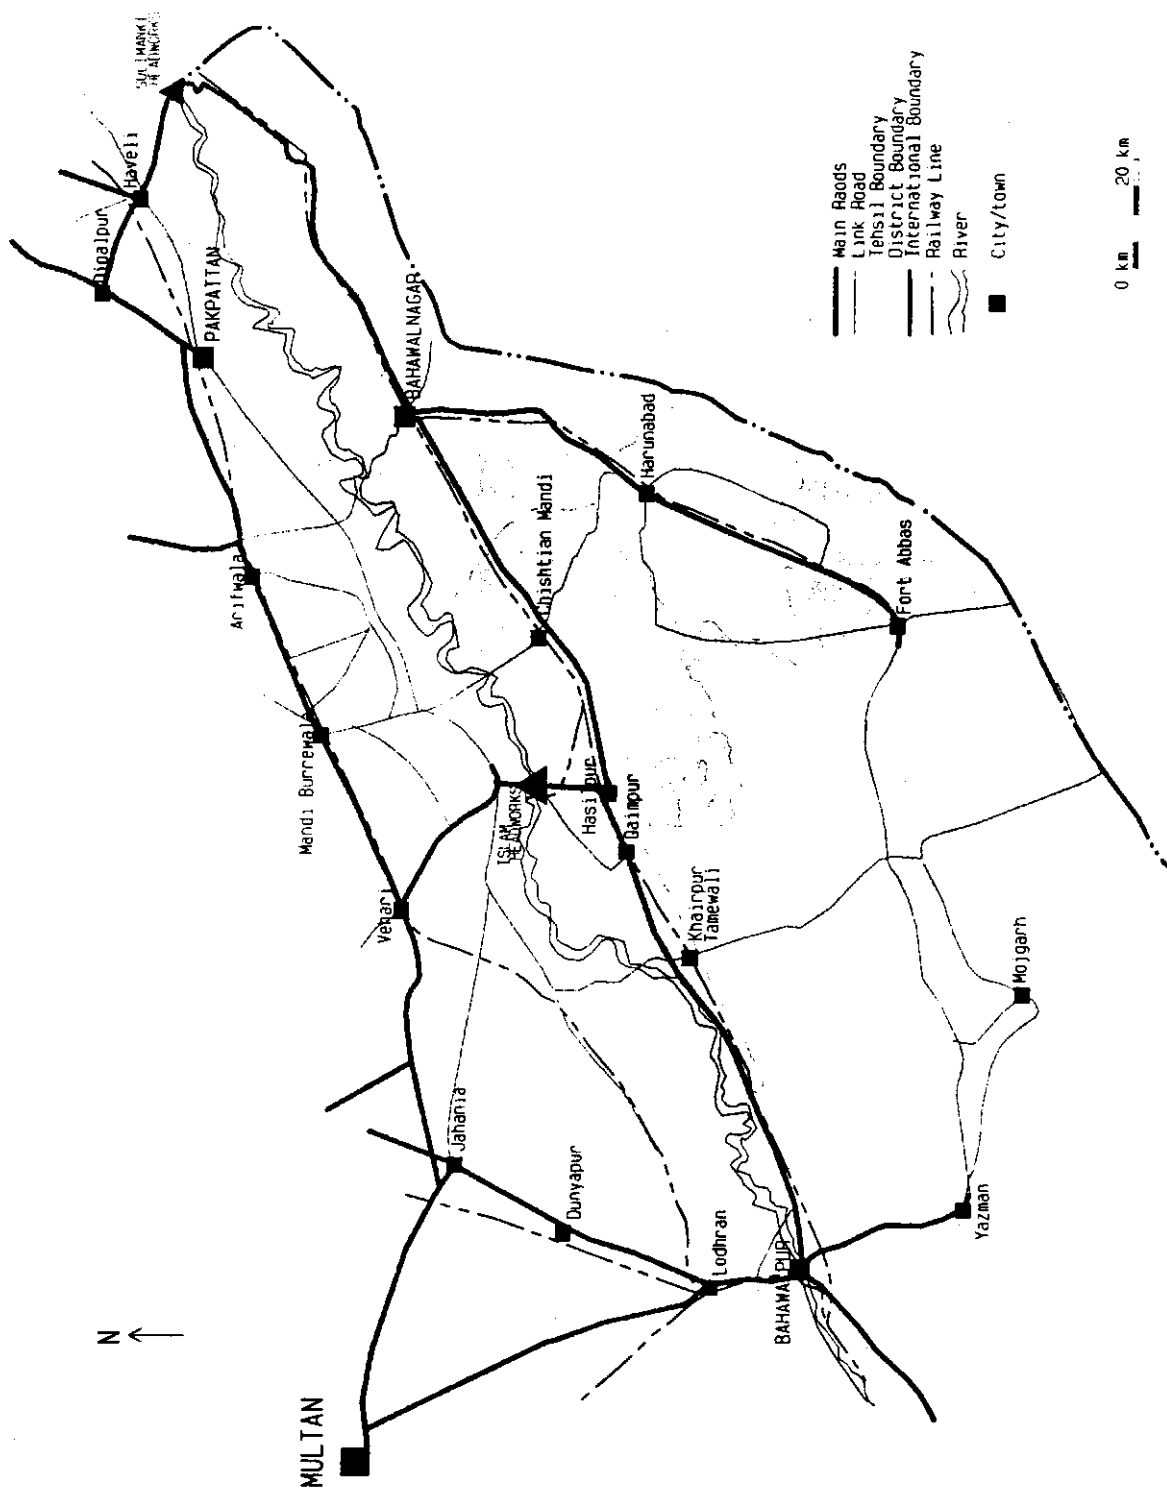 N
MULTAN
SULIMANKI
HEADWORKS
Haveli
Dipalpur
PAKPATTAN
BAHAWALNAGAR
Arifwala
Harunabad
Chishtian Mandi
Fort Abbas
Mandi Burrewala
ISLAM
HEADWORKS
Hasilpur
Qaimpur
Vehari
Khairpur
Tamewali
Mojgarh
Jahania
Dunyapur
Lodhran
BAHAWALPUR
Yazman
Main Raods
Link Road
Tehsil Boundary
District Boundary
International Boundary
Railway Line
River
City/town
0 km 20 km